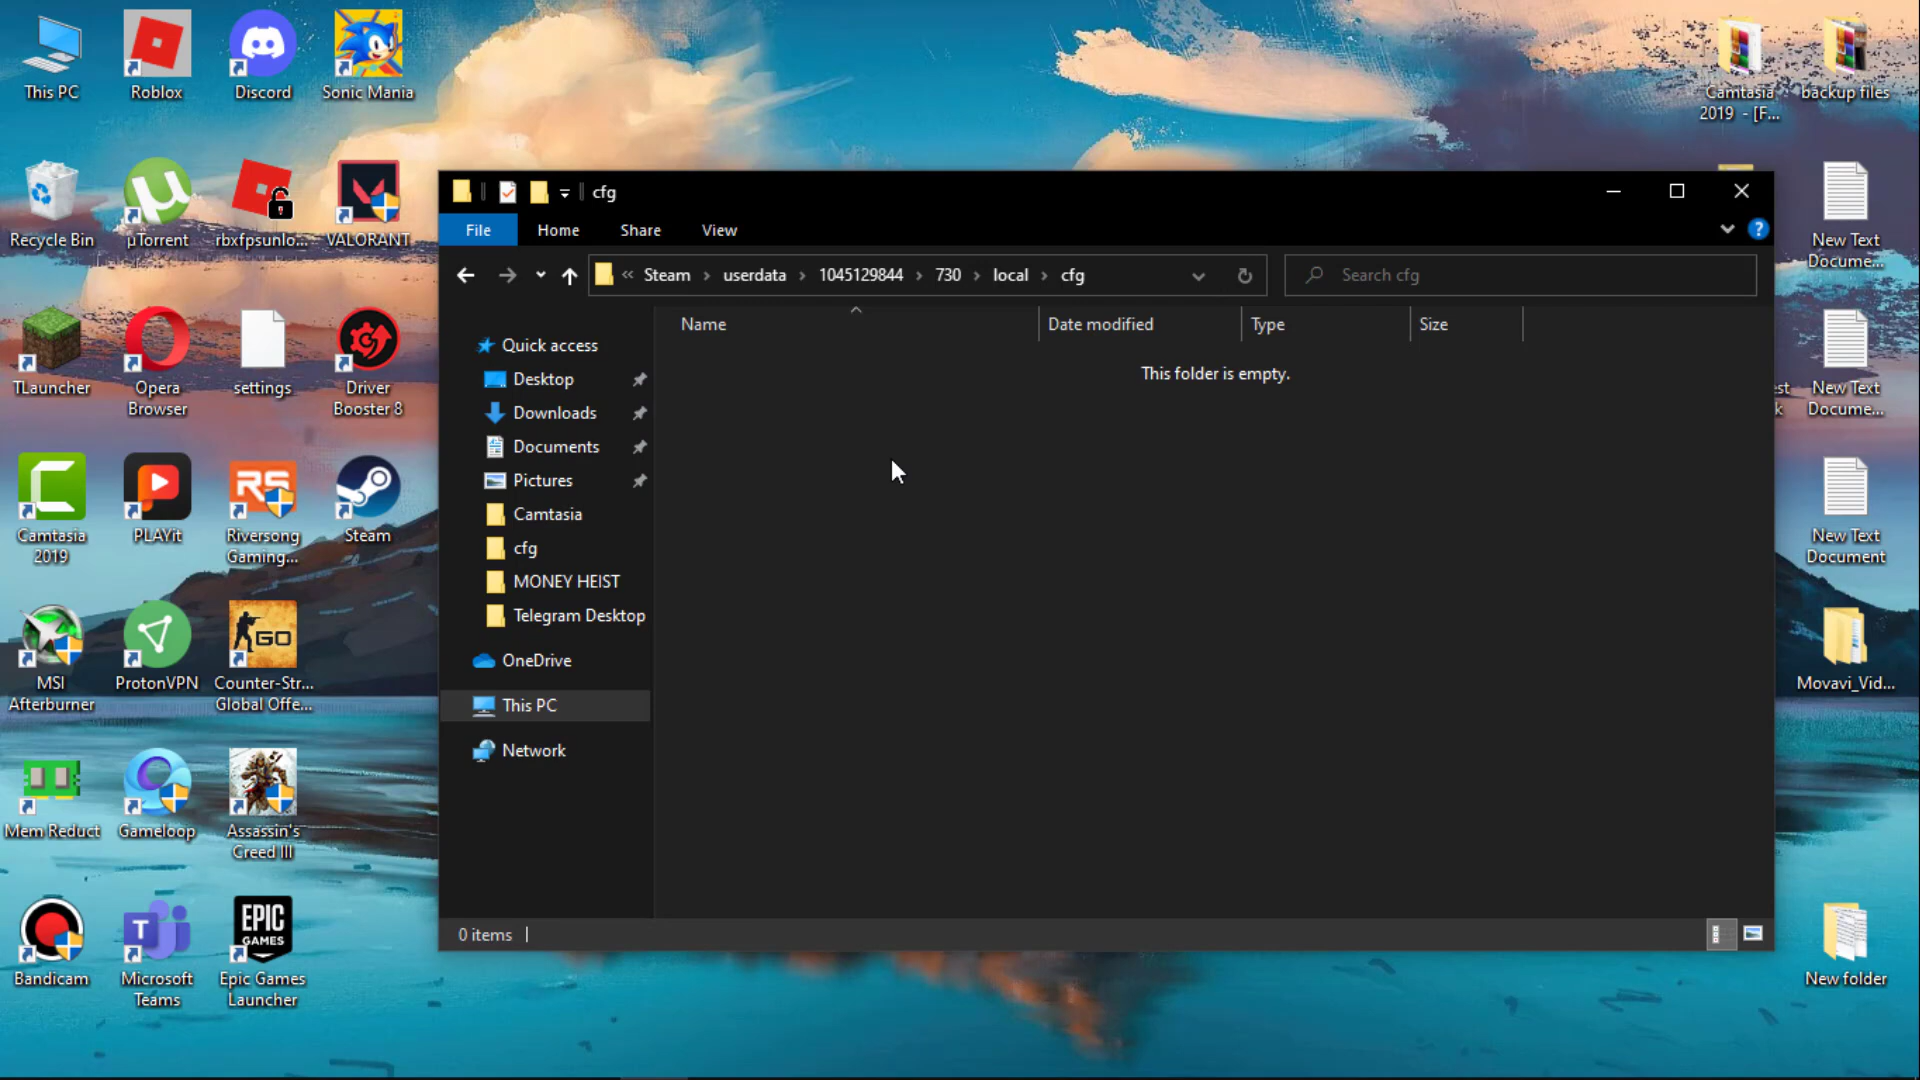 This PC
Roblox
Discord
Sonic Mania
Camtasia
2019 - [F...
backup files
Recycle Bin
µTorrent
rbxfpsunlo...
VALORANT
New Text
Docume...
TLauncher
Opera
Browser
settings
Driver
Booster 8
New Text
Docume...
Camtasia
2019
PLAYit
RS
Riversong
Gaming...
Steam
New Text
Document
MSI
Afterburner
ProtonVPN
GO
Counter-Str...
Global Offe...
Movavi_Vid...
Mem Reduct
Gameloop
Assassin's
Creed III
Bandicam
T
Microsoft
Teams
EPIC
GAMES
Epic Games
Launcher
New folder
cfg
File
Home
Share
View
?
« Steam › userdata › 1045129844 › 730 › local › cfg
Search cfg
Name
Date modified
Type
Size
This folder is empty.
Quick access
Desktop
Downloads
Documents
Pictures
Camtasia
cfg
MONEY HEIST
Telegram Desktop
OneDrive
This PC
Network
0 items